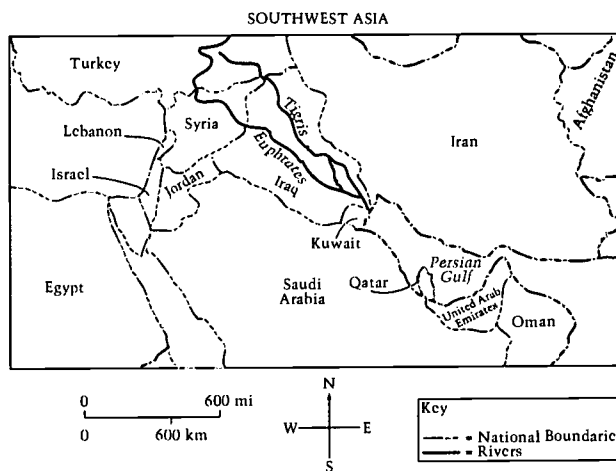 SOUTHWEST ASIA
Turkey
Afghanistan
Lebanon
Syria
Tigris
Iran
Israel
Jordan
Euphrates
Iraq
Kuwait
Egypt
Saudi
Arabia
Qatar
Persian
Gulf
United Arab
Emirates
Oman
0 600 mi
0 600 km
N
W E
S
Key
= National Boundarie
= Rivers